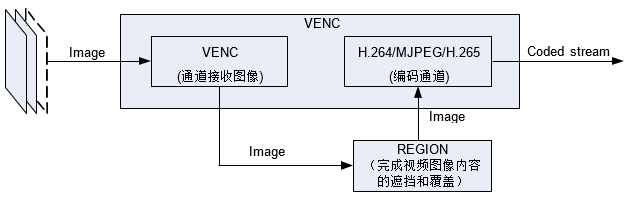 VENC
Image
VENC
(通道接收图像)
H.264/MJPEG/H.265
(编码通道)
Coded stream
Image
Image
REGION
（完成视频图像内容
的遮挡和覆盖）